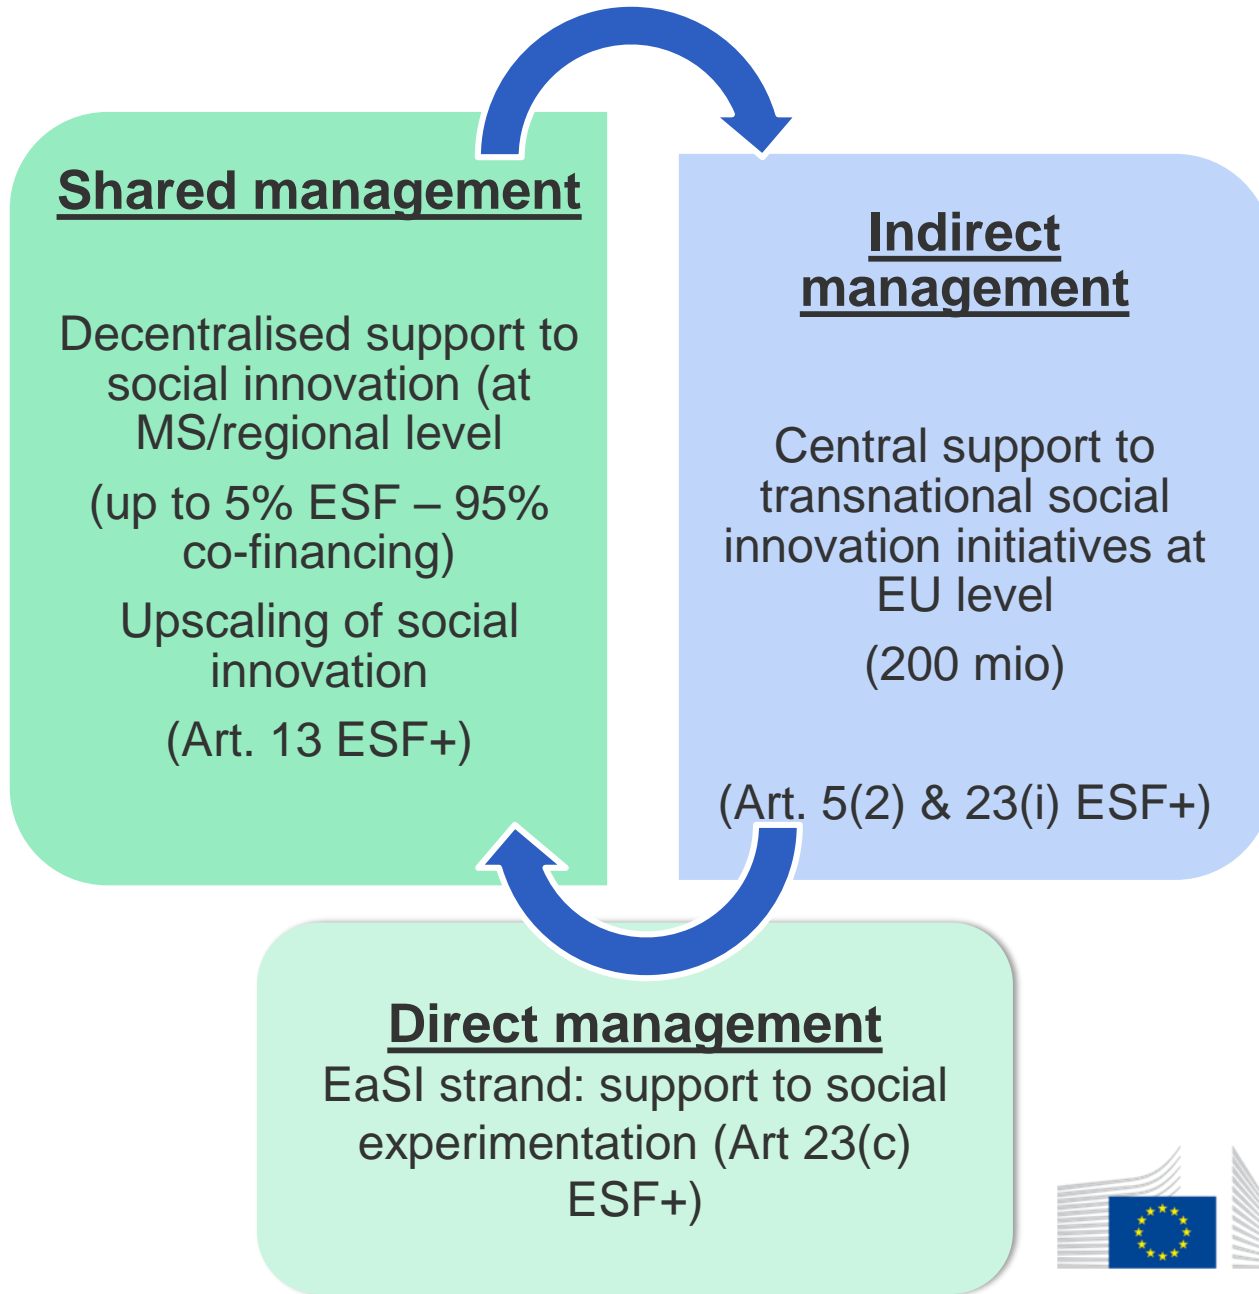 Shared management
Decentralised support to
social innovation (at
MS/regional level
(up to 5% ESF – 95%
co-financing)
Upscaling of social
innovation
(Art. 13 ESF+)
Indirect
management
Central support to
transnational social
innovation initiatives at
EU level
(200 mio)
(Art. 5(2) & 23(i) ESF+)
Direct management
EaSI strand: support to social
experimentation (Art 23(c)
ESF+)